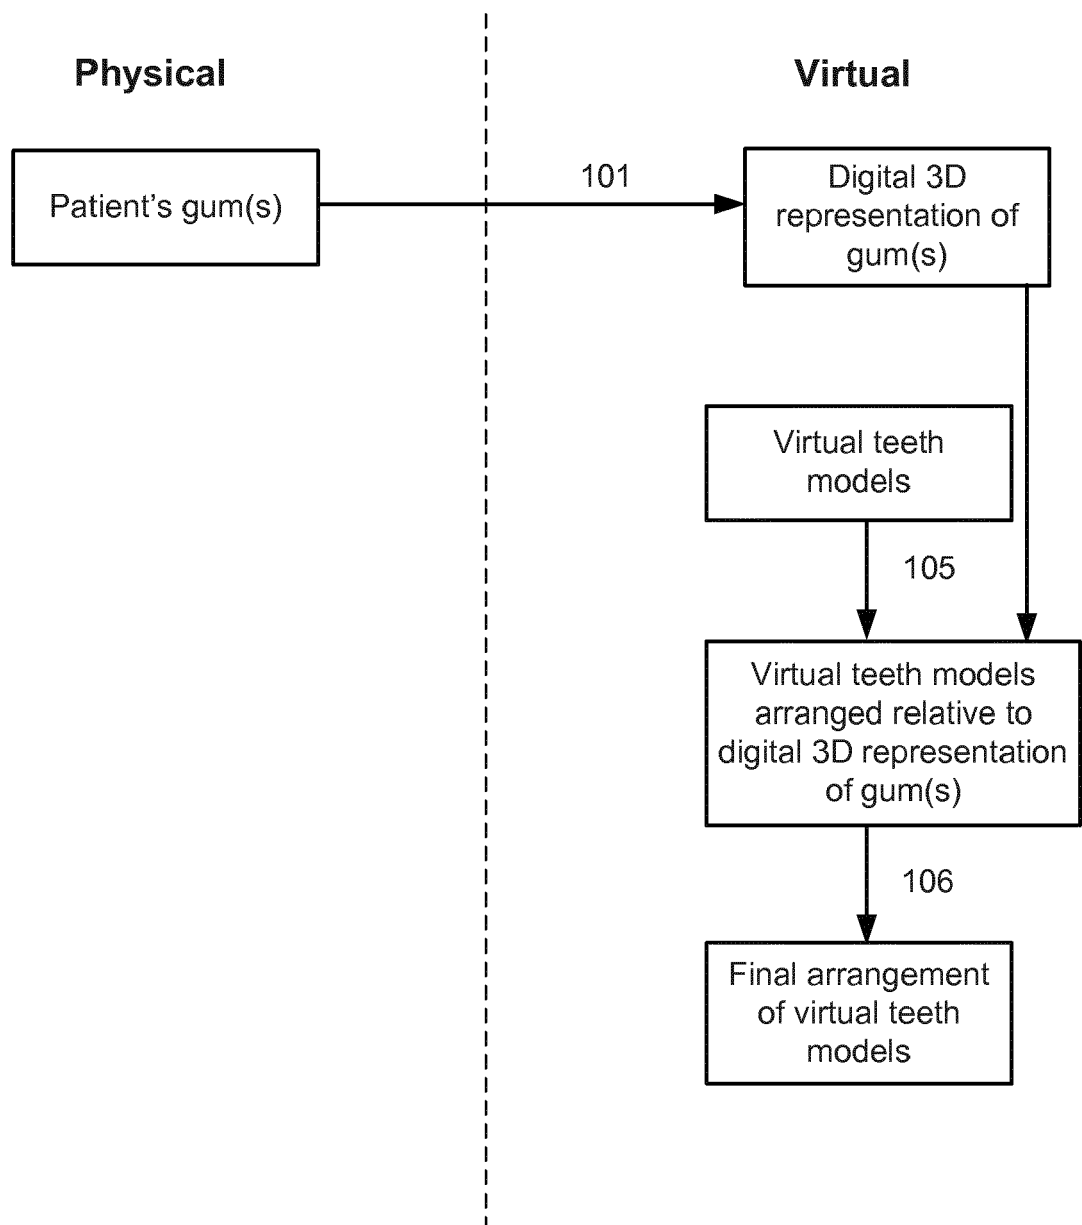 Physical
Virtual
Patient's gum(s)
101
Digital 3D
representation of
gum(s)
Virtual teeth
models
105
Virtual teeth models
arranged relative to
digital 3D representation
of gum(s)
106
Final arrangement
of virtual teeth
models